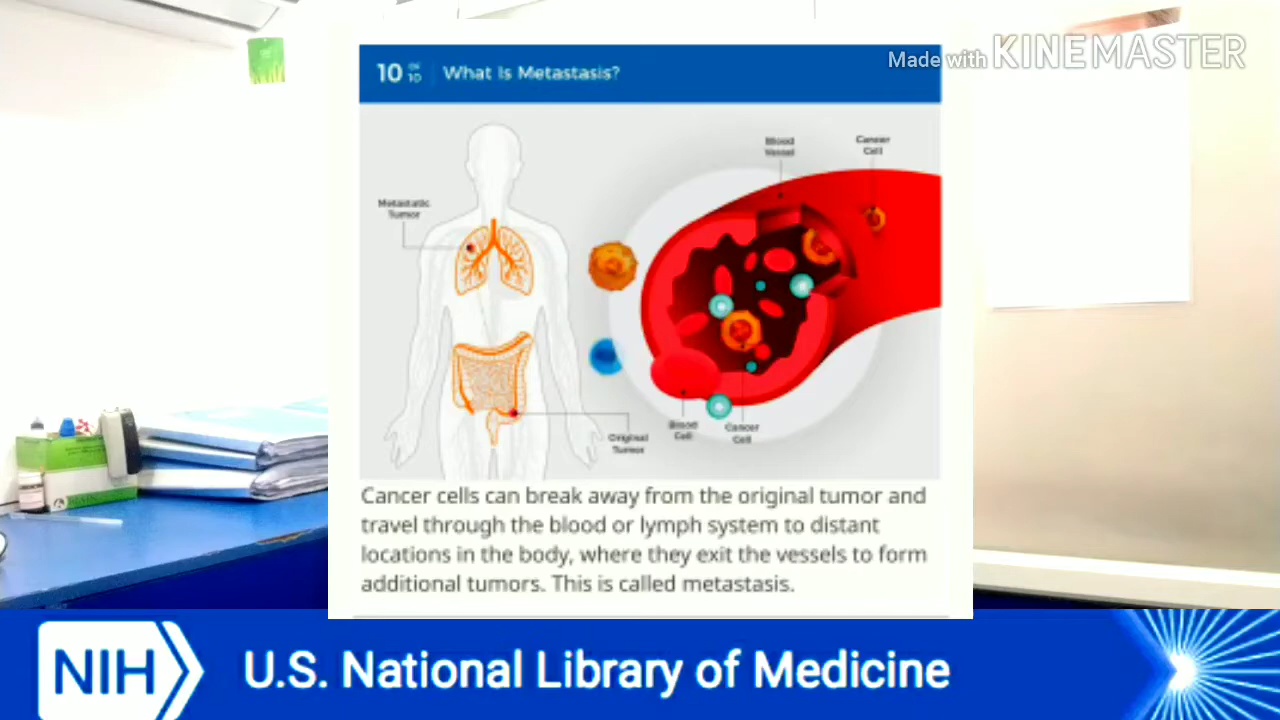 Made with KINEMASTER
10 OF 10 What Is Metastasis?
Blood
Vessel
Cancer
Cell
Metastatic
Tumor
Blood
Cell
Cancer
Cell
Original
Tumor
Cancer cells can break away from the original tumor and
travel through the blood or lymph system to distant
locations in the body, where they exit the vessels to form
additional tumors. This is called metastasis.
NIH U.S. National Library of Medicine